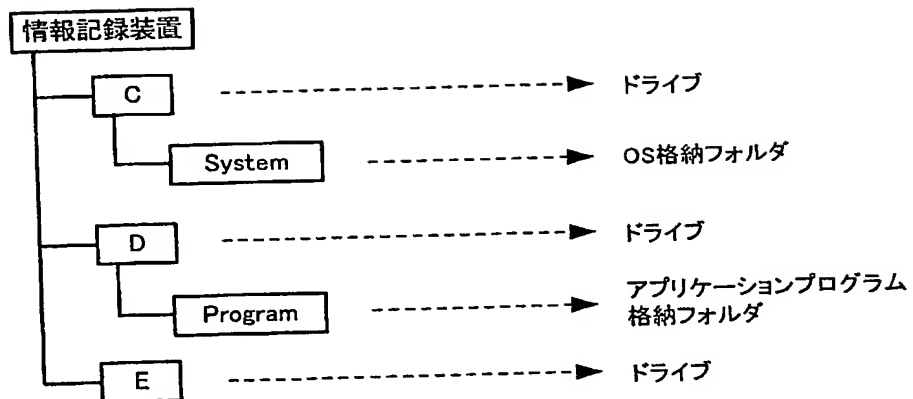 情報記録装置
C ドライブ
System OS格納フォルダ
D ドライブ
Program アプリケーションプログラム
格納フォルダ
E ドライブ